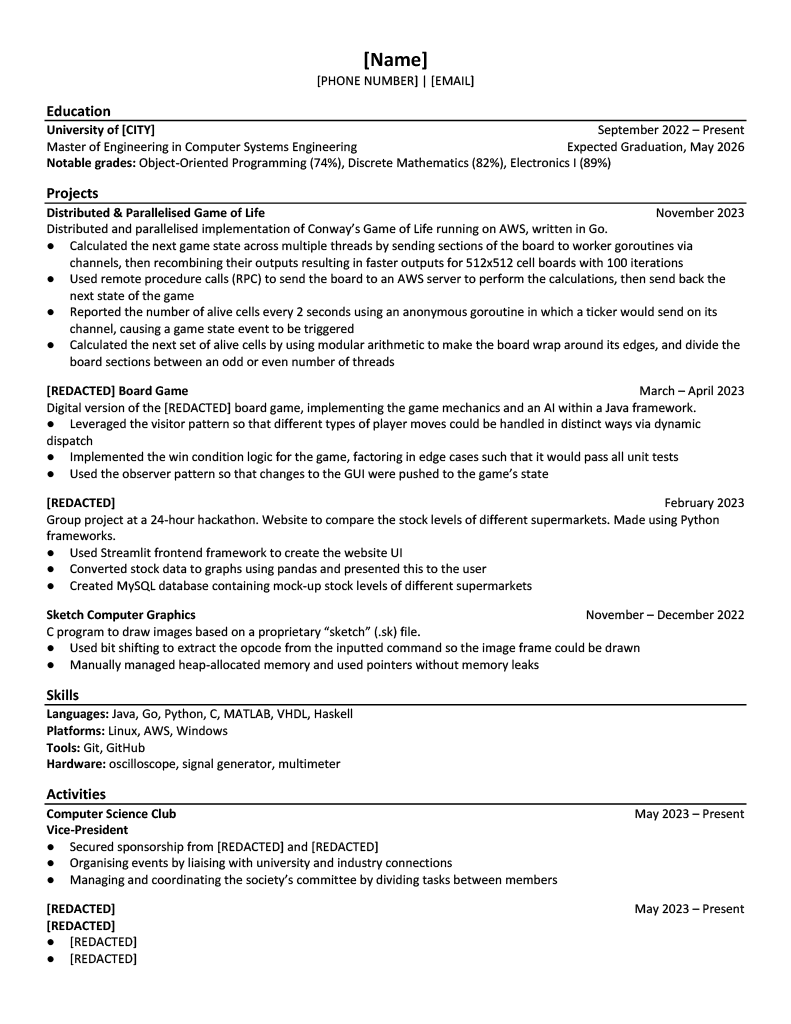 [Name]
[PHONE NUMBER] | [EMAIL]
Education
University of [CITY] September 2022 – Present
Master of Engineering in Computer Systems Engineering Expected Graduation, May 2026
Notable grades: Object-Oriented Programming (74%), Discrete Mathematics (82%), Electronics I (89%)
Projects
Distributed & Parallelised Game of Life November 2023
Distributed and parallelised implementation of Conway’s Game of Life running on AWS, written in Go.
● Calculated the next game state across multiple threads by sending sections of the board to worker goroutines via
channels, then recombining their outputs resulting in faster outputs for 512x512 cell boards with 100 iterations
● Used remote procedure calls (RPC) to send the board to an AWS server to perform the calculations, then send back the
next state of the game
● Reported the number of alive cells every 2 seconds using an anonymous goroutine in which a ticker would send on its
channel, causing a game state event to be triggered
● Calculated the next set of alive cells by using modular arithmetic to make the board wrap around its edges, and divide the
board sections between an odd or even number of threads
[REDACTED] Board Game March – April 2023
Digital version of the [REDACTED] board game, implementing the game mechanics and an AI within a Java framework.
● Leveraged the visitor pattern so that different types of player moves could be handled in distinct ways via dynamic
dispatch
● Implemented the win condition logic for the game, factoring in edge cases such that it would pass all unit tests
● Used the observer pattern so that changes to the GUI were pushed to the game’s state
[REDACTED] February 2023
Group project at a 24-hour hackathon. Website to compare the stock levels of different supermarkets. Made using Python
frameworks.
● Used Streamlit frontend framework to create the website UI
● Converted stock data to graphs using pandas and presented this to the user
● Created MySQL database containing mock-up stock levels of different supermarkets
Sketch Computer Graphics November – December 2022
C program to draw images based on a proprietary “sketch” (.sk) file.
● Used bit shifting to extract the opcode from the inputted command so the image frame could be drawn
● Manually managed heap-allocated memory and used pointers without memory leaks
Skills
Languages: Java, Go, Python, C, MATLAB, VHDL, Haskell
Platforms: Linux, AWS, Windows
Tools: Git, GitHub
Hardware: oscilloscope, signal generator, multimeter
Activities
Computer Science Club May 2023 – Present
Vice-President
● Secured sponsorship from [REDACTED] and [REDACTED]
● Organising events by liaising with university and industry connections
● Managing and coordinating the society’s committee by dividing tasks between members
[REDACTED] May 2023 – Present
[REDACTED]
● [REDACTED]
● [REDACTED]